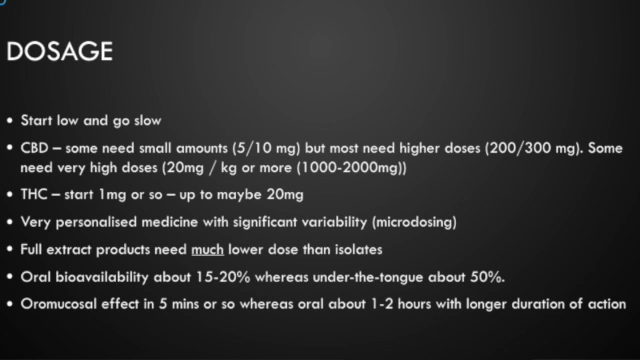 DOSAGE
• Start low and go slow
• CBD – some need small amounts (5/10 mg) but most need higher doses (200/300 mg). Some
need very high doses (20mg / kg or more (1000-2000mg))
• THC – start 1mg or so – up to maybe 20mg
• Very personalised medicine with significant variability (microdosing)
• Full extract products need much lower dose than isolates
• Oral bioavailability about 15-20% whereas under-the-tongue about 50%.
• Oromucosal effect in 5 mins or so whereas oral about 1-2 hours with longer duration of action